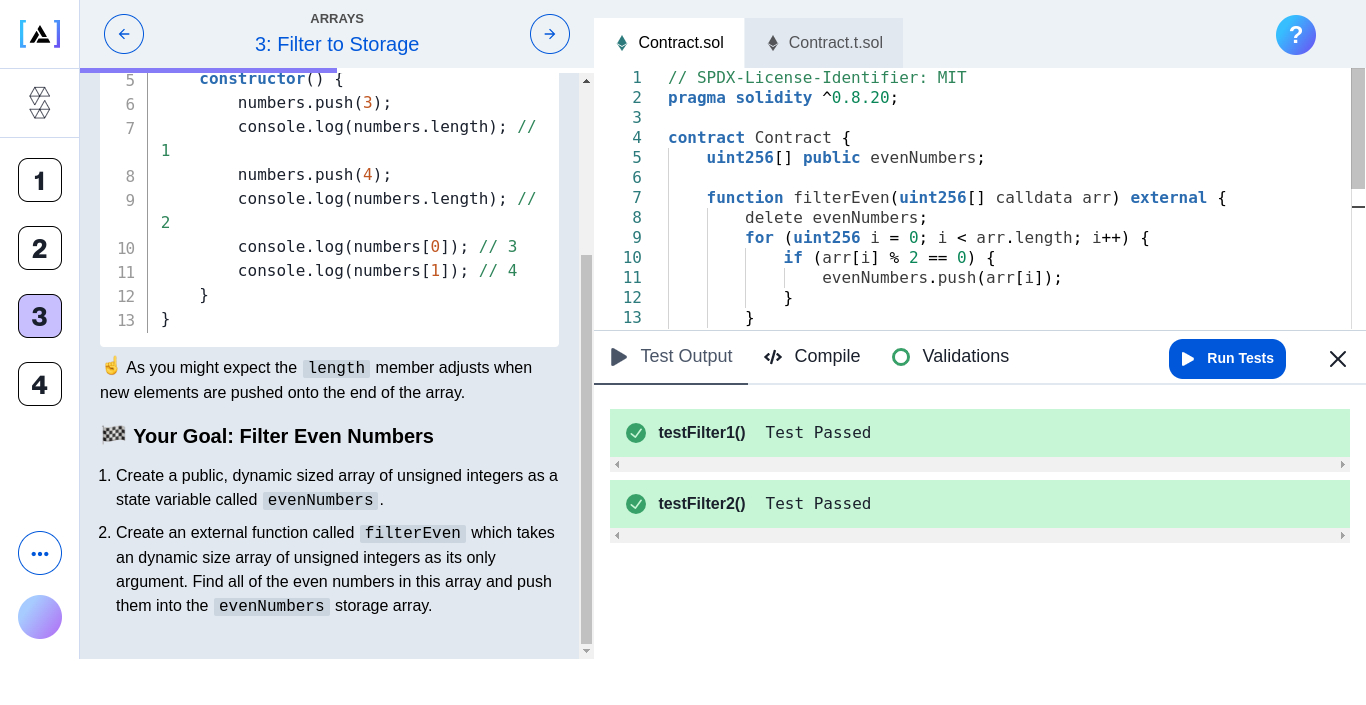 ARRAYS
3: Filter to Storage
1
2
3
4
5 constructor() {
6 numbers.push(3);
7 console.log(numbers.length); //
1
8 numbers.push(4);
9 console.log(numbers.length); //
2
10 console.log(numbers[0]); // 3
11 console.log(numbers[1]); // 4
12 }
13 }
☝ As you might expect the length member adjusts when
new elements are pushed onto the end of the array.
🏁 Your Goal: Filter Even Numbers
1. Create a public, dynamic sized array of unsigned integers as a
state variable called evenNumbers .
2. Create an external function called filterEven which takes
an dynamic size array of unsigned integers as its only
argument. Find all of the even numbers in this array and push
them into the evenNumbers storage array.
Contract.sol
Contract.t.sol
?
1 // SPDX-License-Identifier: MIT
2 pragma solidity ^0.8.20;
3
4 contract Contract {
5 uint256[] public evenNumbers;
6
7 function filterEven(uint256[] calldata arr) external {
8 delete evenNumbers;
9 for (uint256 i = 0; i < arr.length; i++) {
10 if (arr[i] % 2 == 0) {
11 evenNumbers.push(arr[i]);
12 }
13 }
Test Output
Compile
Validations
Run Tests
testFilter1() Test Passed
testFilter2() Test Passed